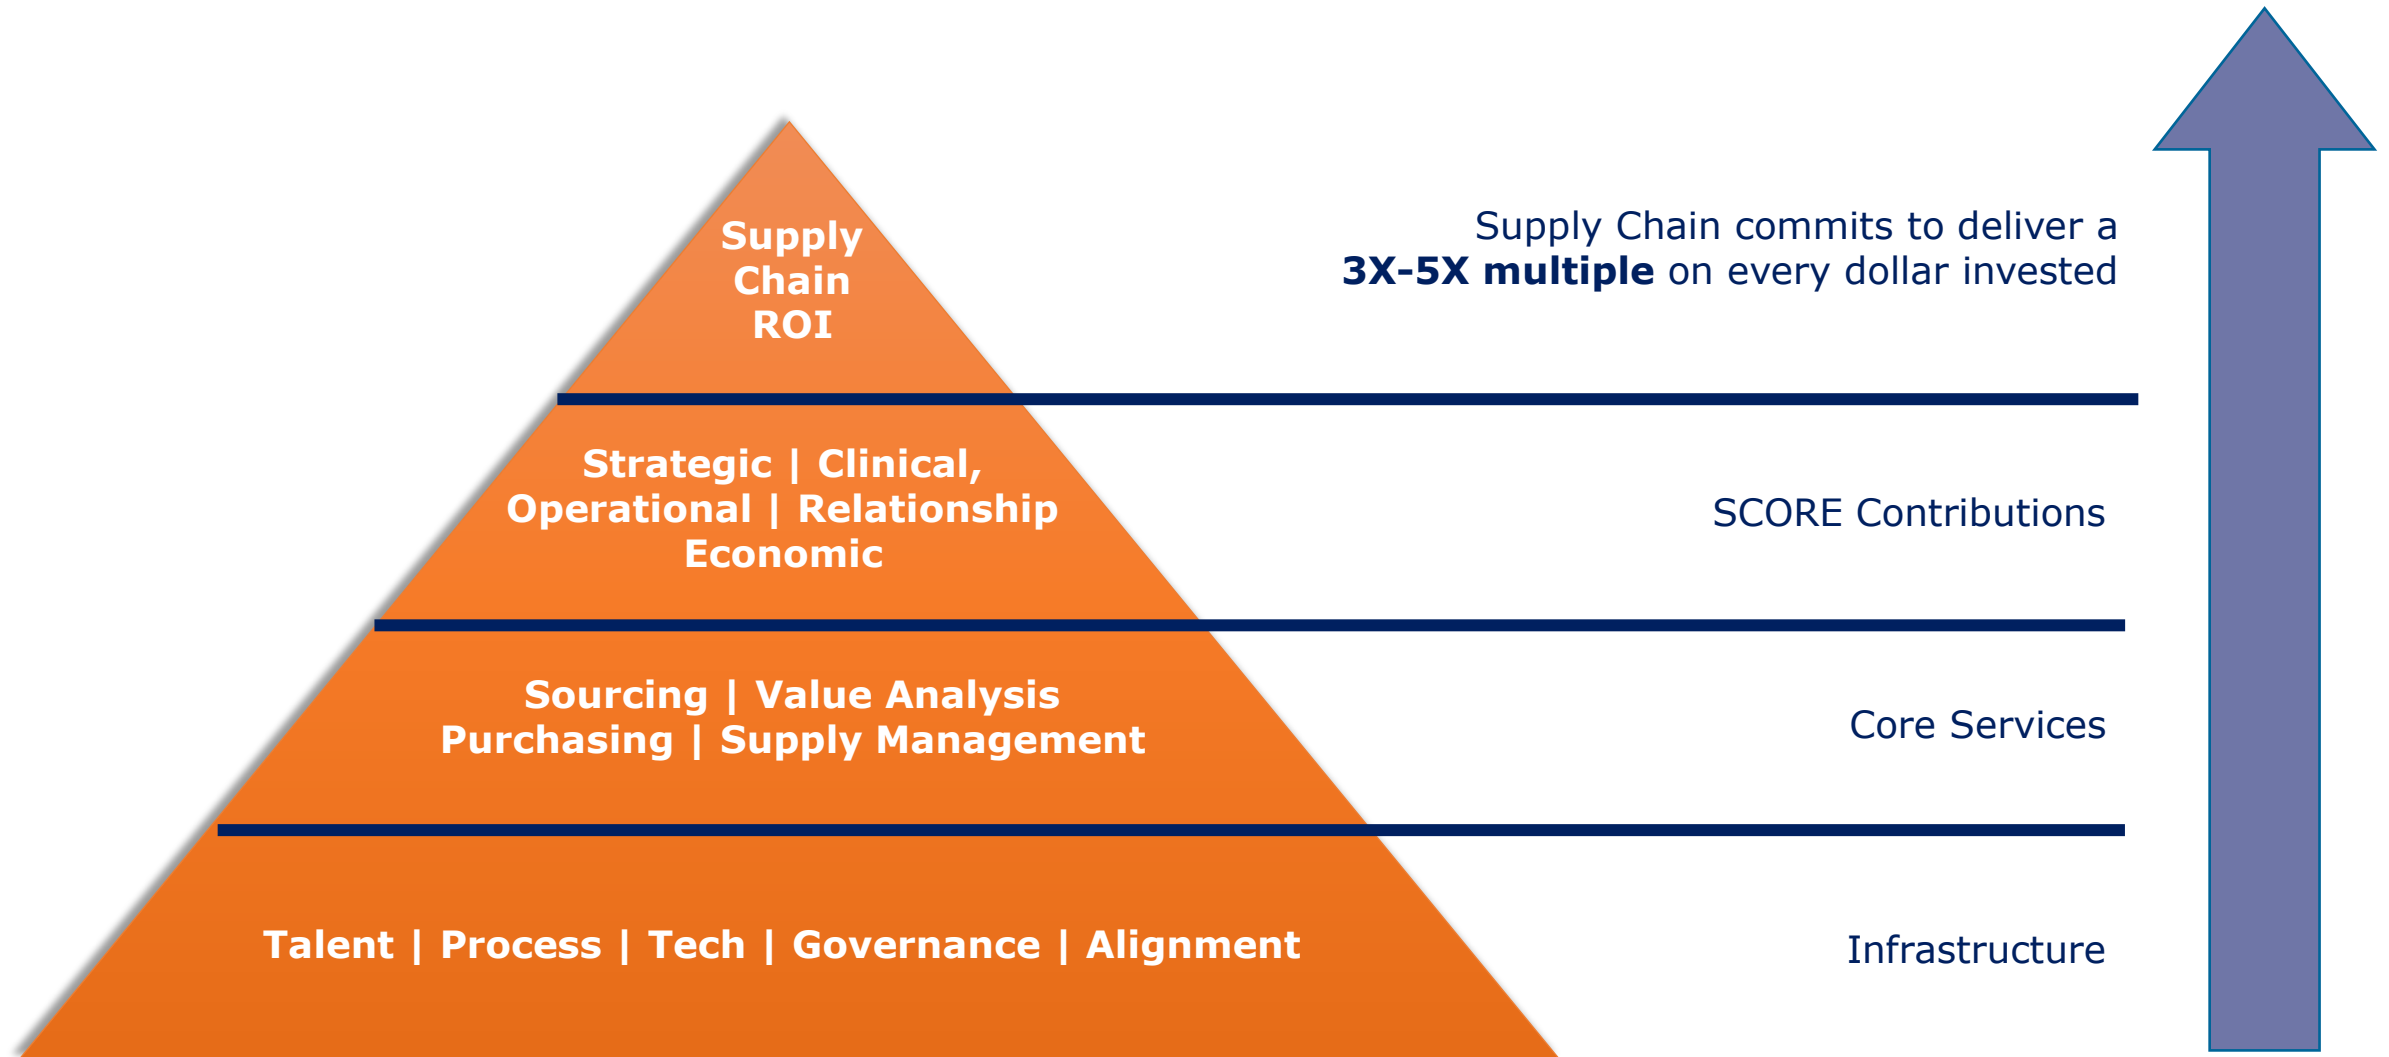 Supply
Chain
ROI
Supply Chain commits to deliver a
3X-5X multiple on every dollar invested
Strategic | Clinical,
Operational | Relationship
Economic
SCORE Contributions
Sourcing | Value Analysis
Purchasing | Supply Management
Core Services
Talent | Process | Tech | Governance | Alignment
Infrastructure